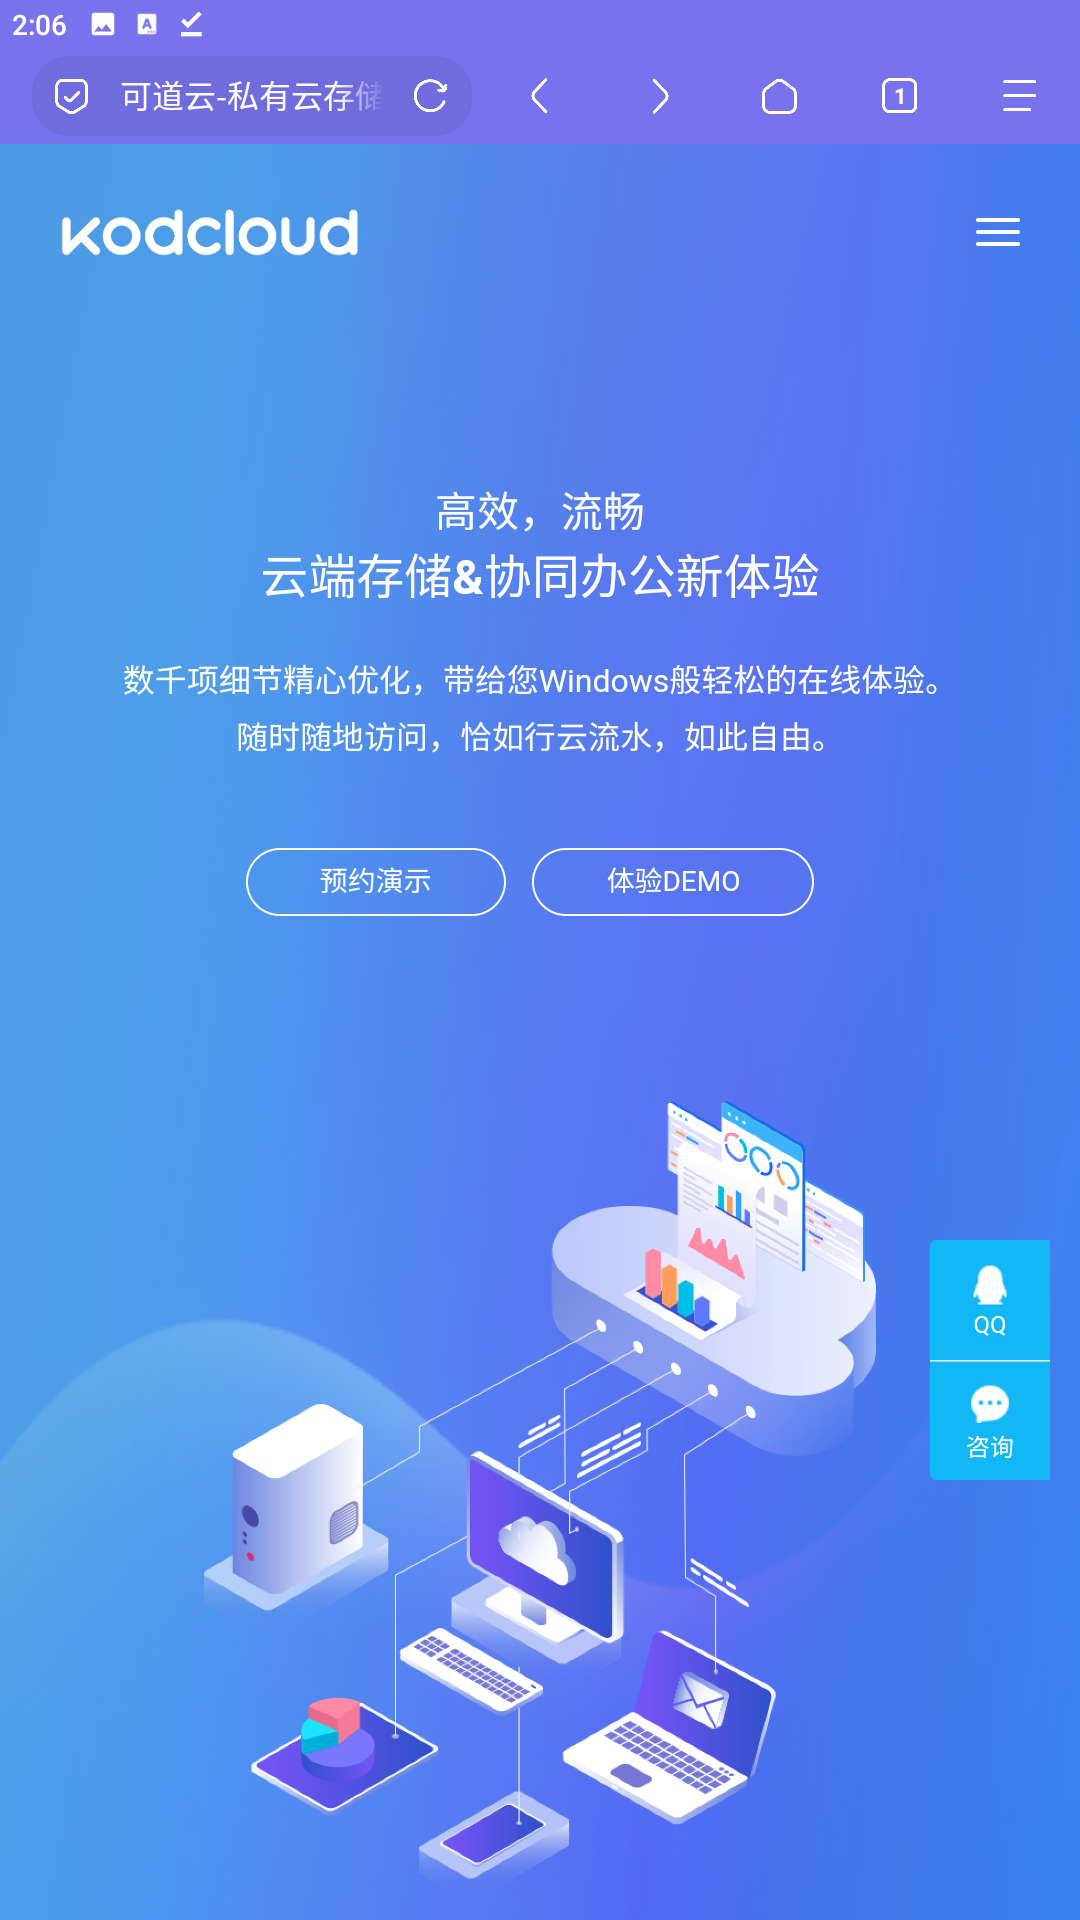 2:06
可道云-私有云存储
1
kodcloud
高效，流畅
云端存储&协同办公新体验
数千项细节精心优化，带给您Windows般轻松的在线体验。
随时随地访问，恰如行云流水，如此自由。
预约演示
体验DEMO
QQ
咨询